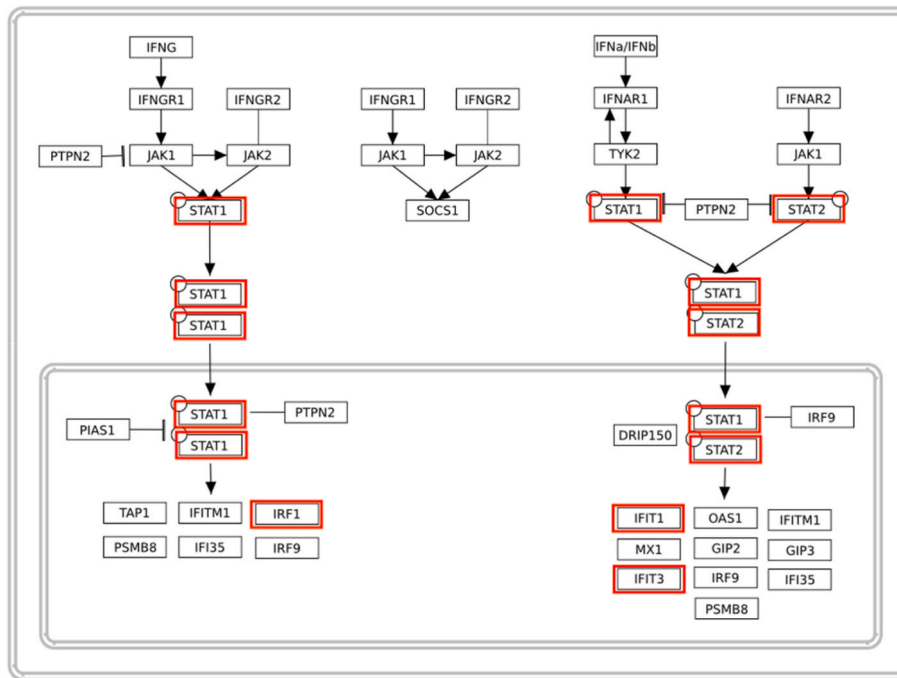 IFNG
IFNa/IFNb
IFNGR1 IFNGR2 IFNGR1 IFNGR2 IFNAR1 IFNAR2
PTPN2 JAK1 JAK2 JAK1 JAK2 TYK2 JAK1
STAT1 SOCS1 STAT1 PTPN2 STAT2
STAT1 STAT1
STAT1 STAT2
STAT1 PTPN2 STAT1 IRF9
PIAS1 DRIP150
STAT1 STAT2
TAP1 IFITM1 IRF1 IFIT1 OAS1 IFITM1
PSMB8 IFI35 IRF9 MX1 GIP2 GIP3
IFIT3 IRF9 IFI35
PSMB8